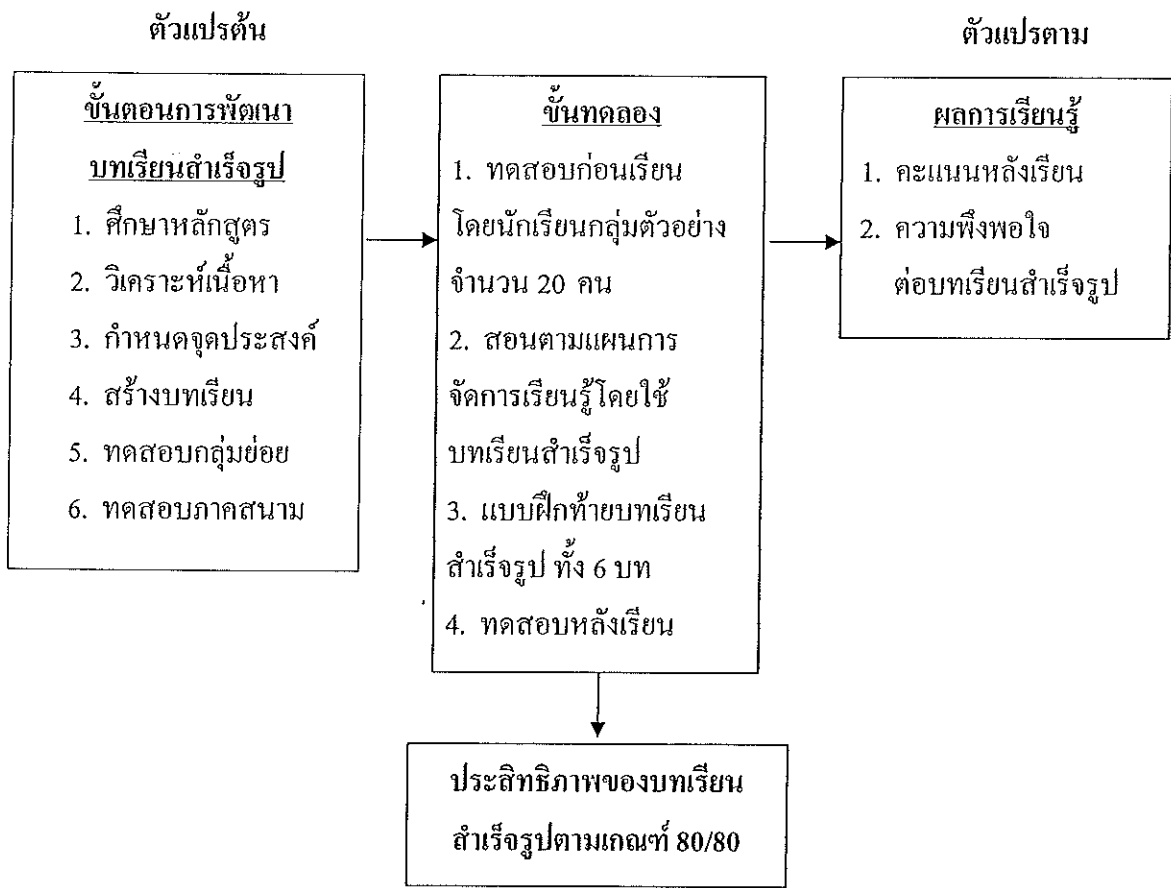 ตัวแปรต้น
ตัวแปรตาม
ขั้นตอนการพัฒนา
บทเรียนสำเร็จรูป
1. ศึกษาหลักสูตร
2. วิเคราะห์เนื้อหา
3. กำหนดจุดประสงค์
4. สร้างบทเรียน
5. ทดสอบกลุ่มย่อย
6. ทดสอบภาคสนาม
ขั้นทดลอง
1. ทดสอบก่อนเรียน
โดยนักเรียนกลุ่มตัวอย่าง
จำนวน 20 คน
2. สอนตามแผนการ
จัดการเรียนรู้โดยใช้
บทเรียนสำเร็จรูป
3. แบบฝึกท้ายบทเรียน
สำเร็จรูป ทั้ง 6 บท
4. ทดสอบหลังเรียน
ผลการเรียนรู้
1. คะแนนหลังเรียน
2. ความพึงพอใจ
ต่อบทเรียนสำเร็จรูป
ประสิทธิภาพของบทเรียน
สำเร็จรูปตามเกณฑ์ 80/80